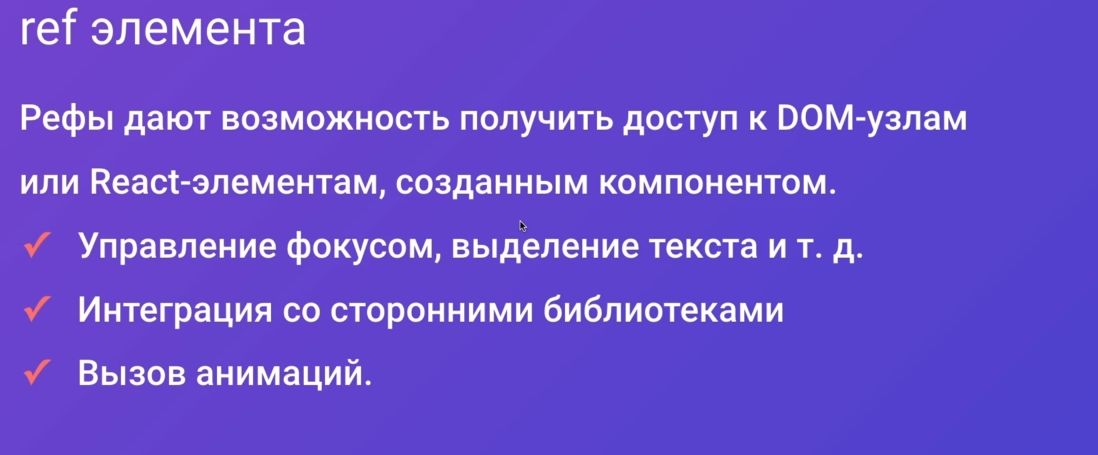 ref элемента
Рефы дают возможность получить доступ к DOM-узлам
или React-элементам, созданным компонентом.
✓ Управление фокусом, выделение текста и т. д.
✓ Интеграция со сторонними библиотеками
✓ Вызов анимаций.